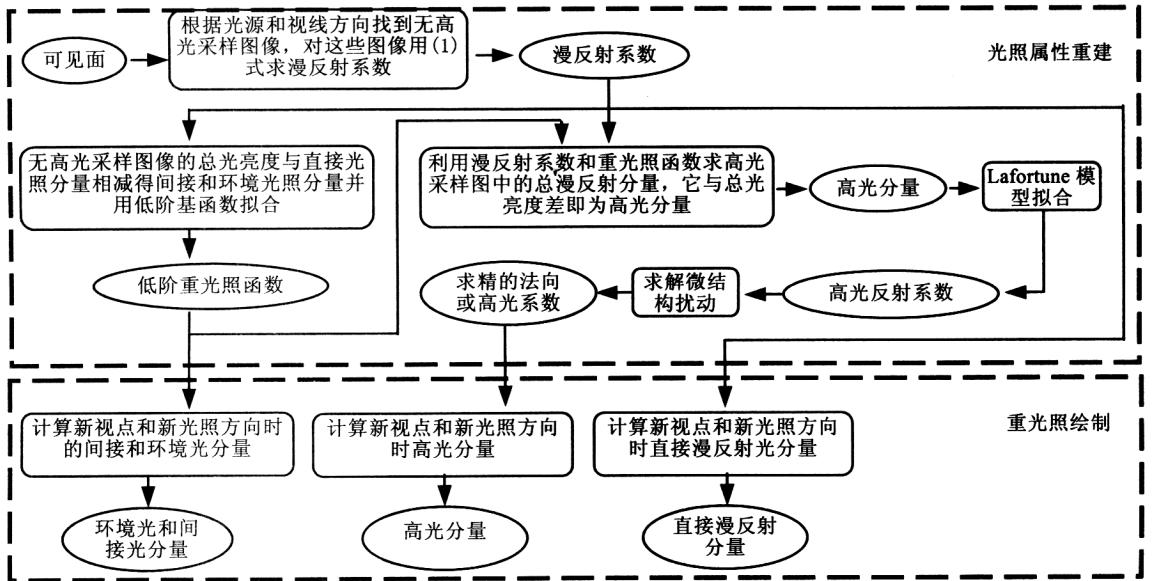 根据光源和视线方向找到无高
光采样图像，对这些图像用(1)
式求漫反射系数
可见面
漫反射系数
光照属性重建
无高光采样图像的总光亮度与直接光
照分量相减得间接和环境光照分量并
用低阶基函数拟合
利用漫反射系数和重光照函数求高光
采样图中的总漫反射分量，它与总光
亮度差即为高光分量
高光分量
Lafortune 模
型拟合
低阶重光照函数
求精的法向
或高光系数
求解微结
构扰动
高光反射系数
计算新视点和新光照方向时
的间接和环境光分量
计算新视点和新光照方向
时高光分量
计算新视点和新光照方向
时直接漫反射光分量
重光照绘制
环境光和间
接光分量
高光分量
直接漫反射
分量